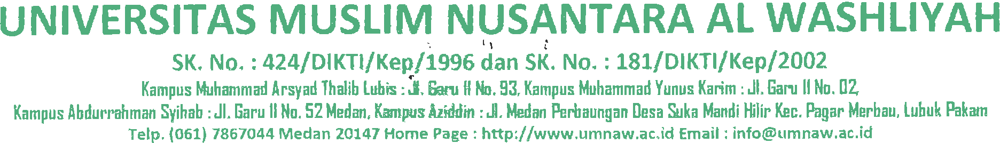 UNIVERSITAS MUSLIM NUSANTARA AL WASHLIYAH
SK. No. : 424/DIKTI/Kep/1996 dan SK. No. : 181/DIKTI/Kep/2002
Kampus Muhammad Arsyad Thalib Lubis : Jl. Garu II No. 93, Kampus Muhammad Yunus Karim : Jl. Garu II No. 02,
Kampus Abdurrahman Syihab : Jl. Garu II No. 52 Medan, Kampus Aziddin : Jl. Medan Perbaungan Desa Suka Mandi Hilir Kec. Pagar Merbau, Lubuk Pakam
Telp. (061) 7867044 Medan 20147 Home Page : http://www.umnaw.ac.id Email : info@umnaw.ac.id